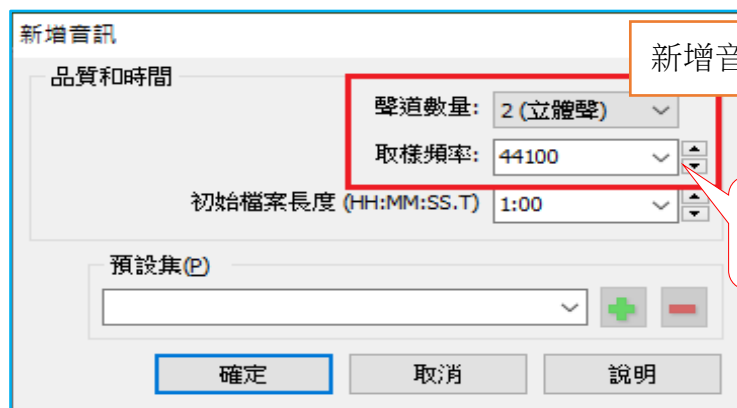 新增音訊
新增音
品質和時間
聲道數量: 2 (立體聲)
取樣頻率: 44100
初始檔案長度 (HH:MM:SS.T) 1:00
預設集(P)
確定 取消 說明